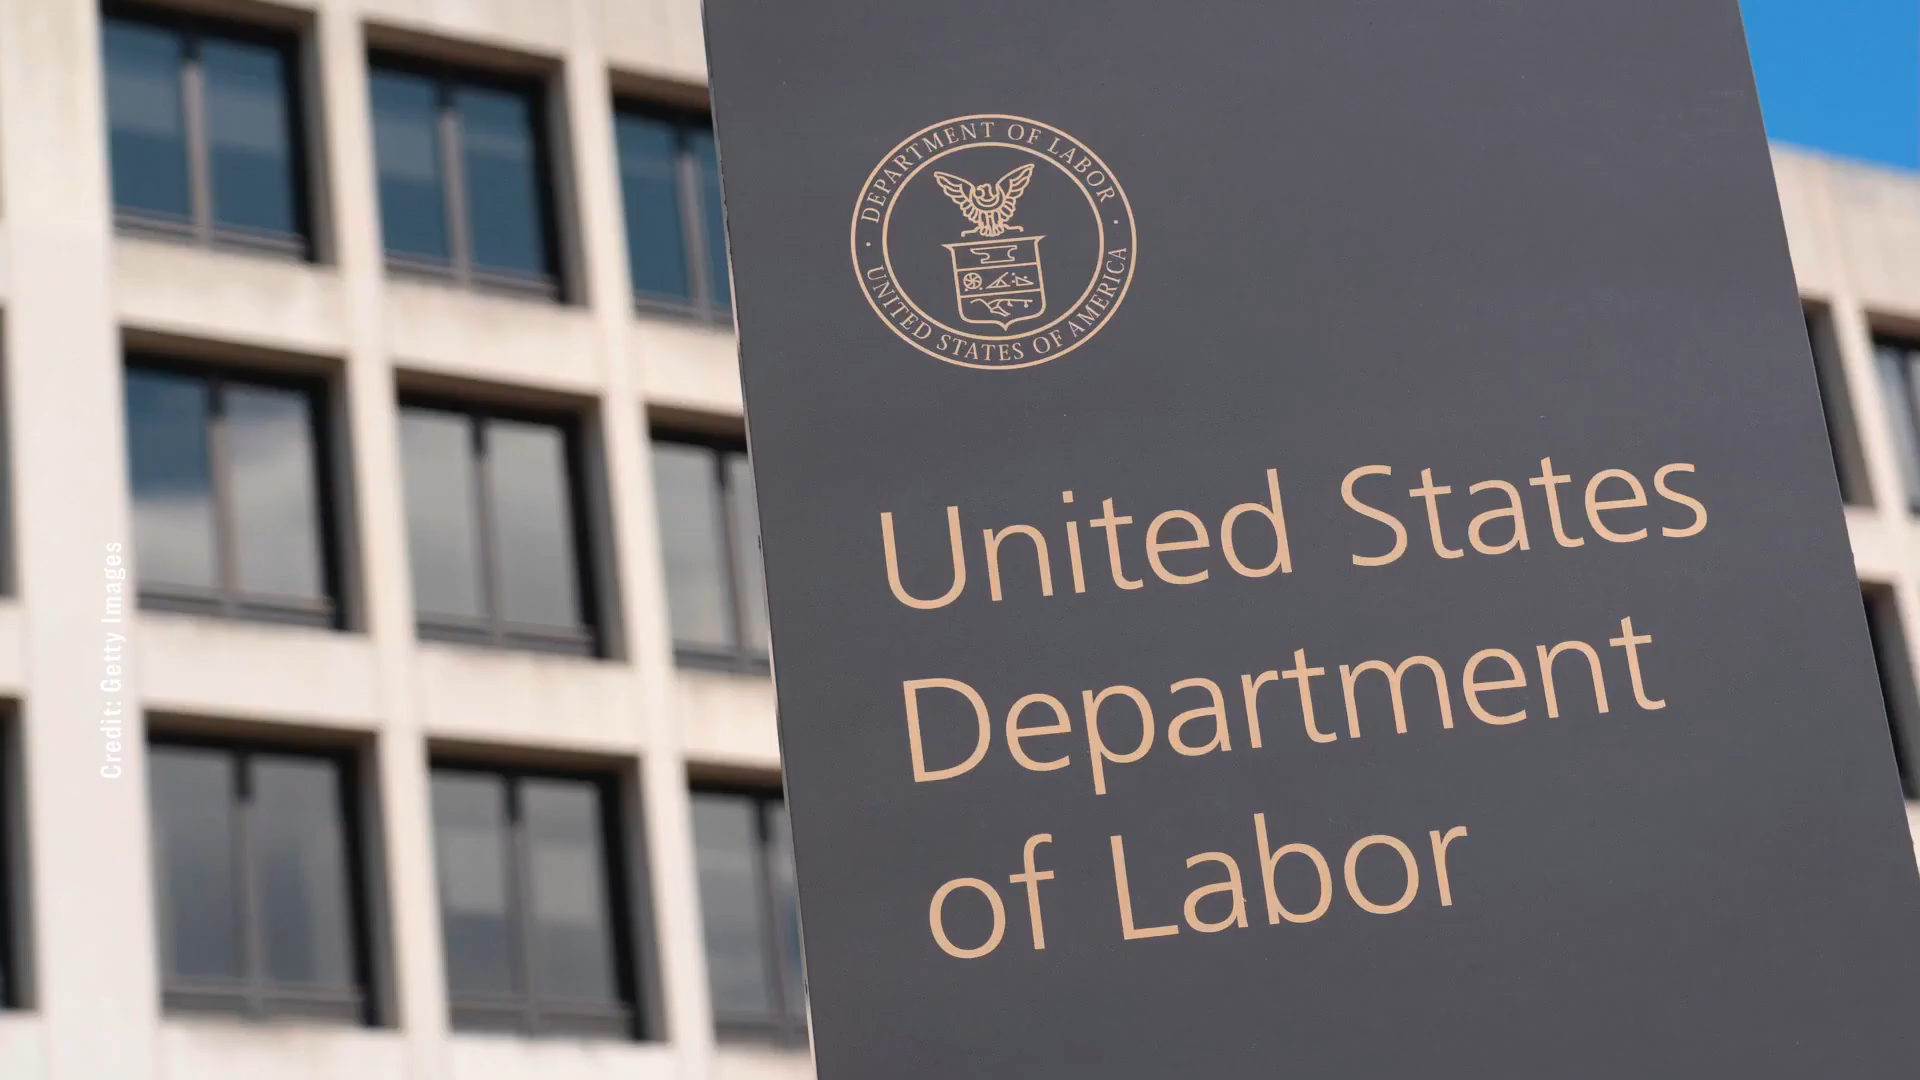 DEPARTMENT OF LABOR
UNITED STATES OF AMERICA
United States
Department
of Labor
Credit: Getty Images